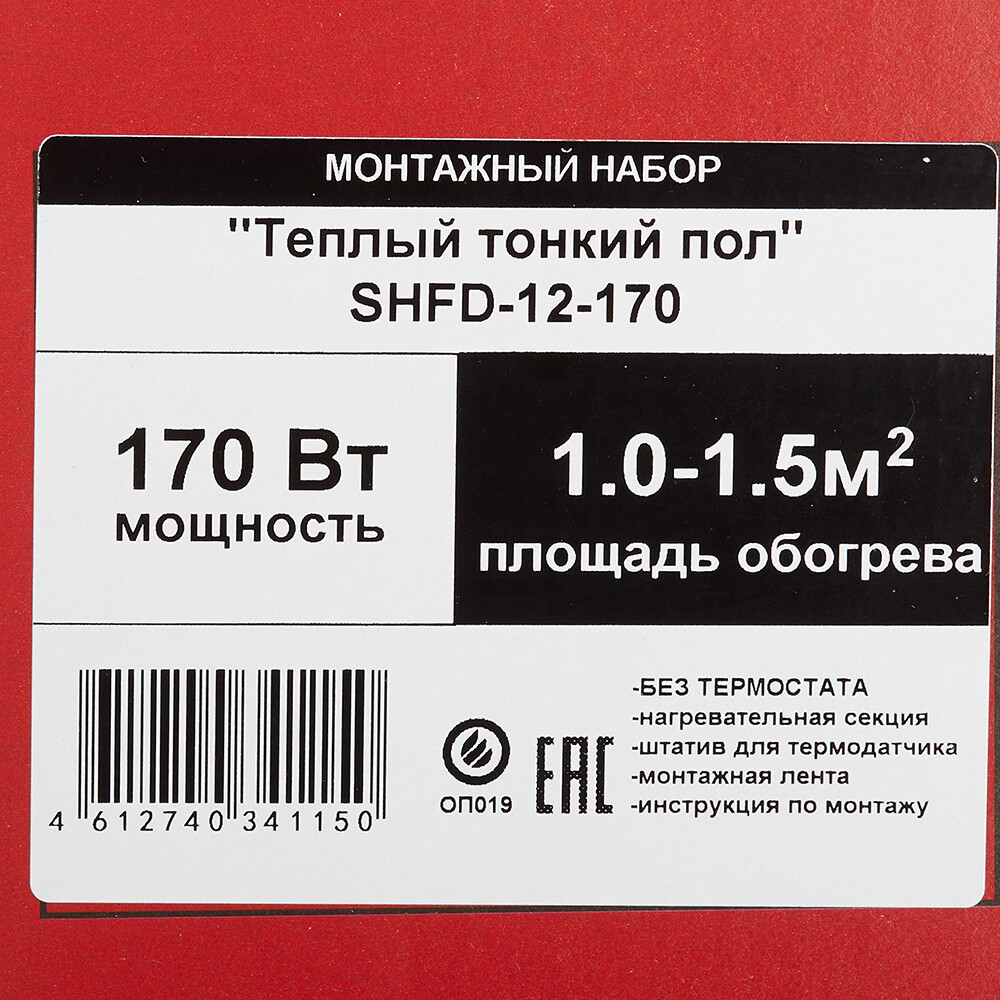 МОНТАЖНЫЙ НАБОР
"Теплый тонкий пол"
SHFD-12-170
170 Вт
мощность
1.0-1.5м²
площадь обогрева
-БЕЗ ТЕРМОСТАТА
-нагревательная секция
-штатив для термодатчика
-монтажная лента
-инструкция по монтажу
ОП019
EAC
4 612740 341150